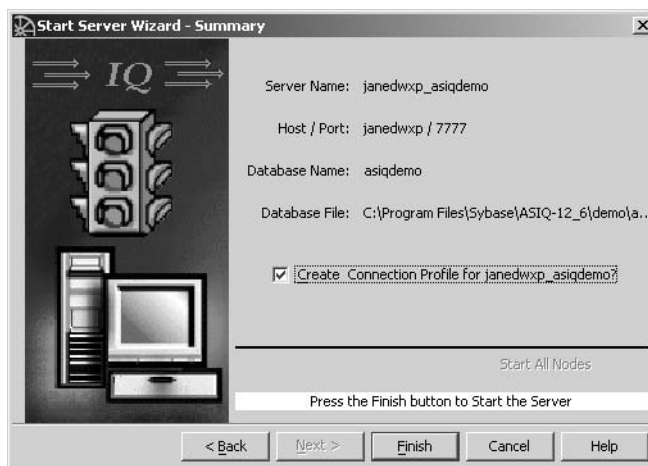 Start Server Wizard - Summary
IQ
Server Name: janedwxp_asiqdemo
Host / Port: janedwxp / 7777
Database Name: asiqdemo
Database File: C:\Program Files\Sybase\ASIQ-12_6\demo\a...
Create Connection Profile for janedwxp_asiqdemo?
Start All Nodes
Press the Finish button to Start the Server
< Back Next > Finish Cancel Help